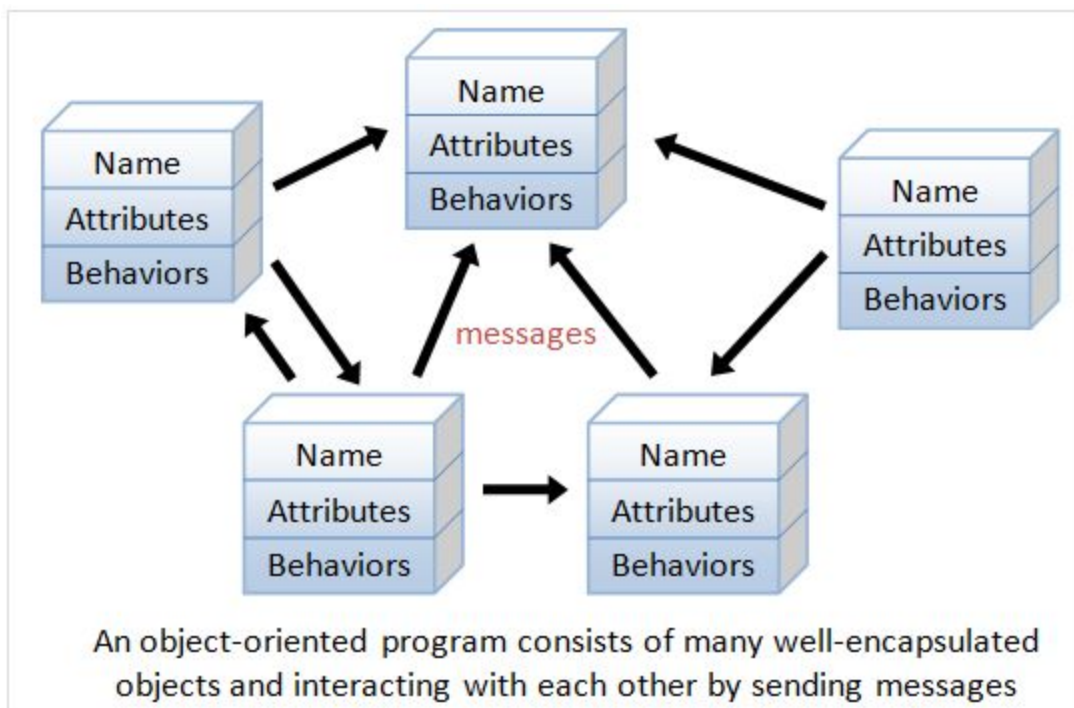 Name
Attributes
Behaviors
Name
Attributes
Behaviors
Name
Attributes
Behaviors
messages
Name
Attributes
Behaviors
Name
Attributes
Behaviors
An object-oriented program consists of many well-encapsulated
objects and interacting with each other by sending messages